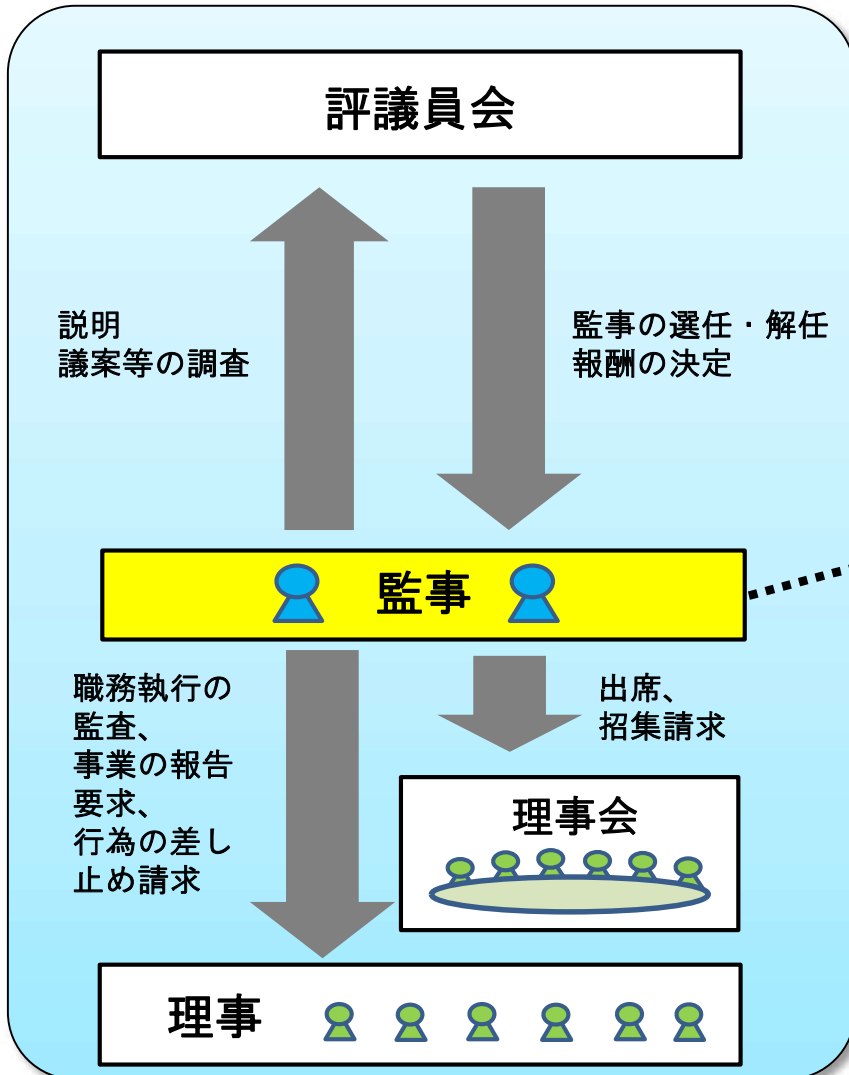 評議員会
説明
議案等の調査
監事の選任・解任
報酬の決定
監事
職務執行の
監査、
事業の報告
要求、
行為の差し
止め請求
出席、
招集請求
理事会
理事